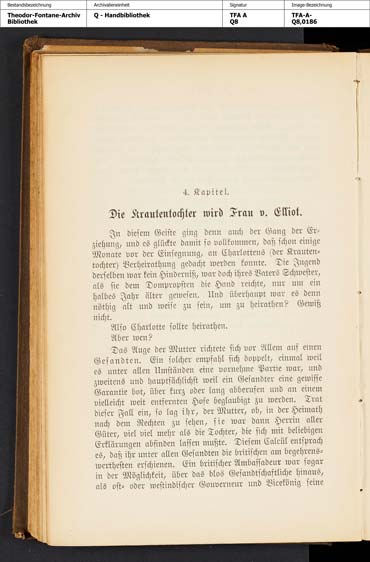 Bestandsbezeichnung Archivalieneinheit Signatur Image-Bezeichnung
Theodor-Fontane-Archiv Q - Handbibliothek TFA A TFA-A-
Bibliothek Q8 Q8,0186
4. Kapitel.
Die Krautentochter wird Frau v. Elliot.
In diesem Geiste ging denn auch der Gang der Er-
ziehung, und es glückte damit so vollkommen, daß schon einige
Monate vor der Einsegnung, an Charlottens (der Krauten-
tochter) Verheirathung gedacht werden konnte. Die Jugend
derselben war kein Hinderniß, war doch ihres Vaters Schwester,
als sie dem Dompropsten die Hand reichte, nur um ein
halbes Jahr älter gewesen. Und überhaupt war es denn
nöthig alt und weise zu sein, um zu heirathen? Gewiß
nicht.
Also Charlotte sollte heirathen.
Aber wen?
Das Auge der Mutter richtete sich vor Allem auf einen
Gesandten. Ein solcher empfahl sich doppelt, einmal weil
es unter allen Umständen eine vornehme Partie war, und
zweitens und hauptsächlichst weil ein Gesandter eine gewisse
Garantie bot, über kurz oder lang abberufen und an einem
vielleicht weit entfernten Hofe beglaubigt zu werden. Trat
dieser Fall ein, so lag ihr, der Mutter, ob, in der Heimath
nach dem Rechten zu sehen, sie war dann Herrin aller
Güter, viel viel mehr als die Tochter, die sich mit beliebigen
Erklärungen abfinden lassen mußte. Diesem Calcül entsprach
es, daß ihr unter allen Gesandten die britischen am begehrens-
werthesten erschienen. Ein britischer Ambassadeur war sogar
in der Möglichkeit, über das blos Gesandtschaftliche hinaus,
als ost- oder westindischer Gouverneur und Vicekönig seine